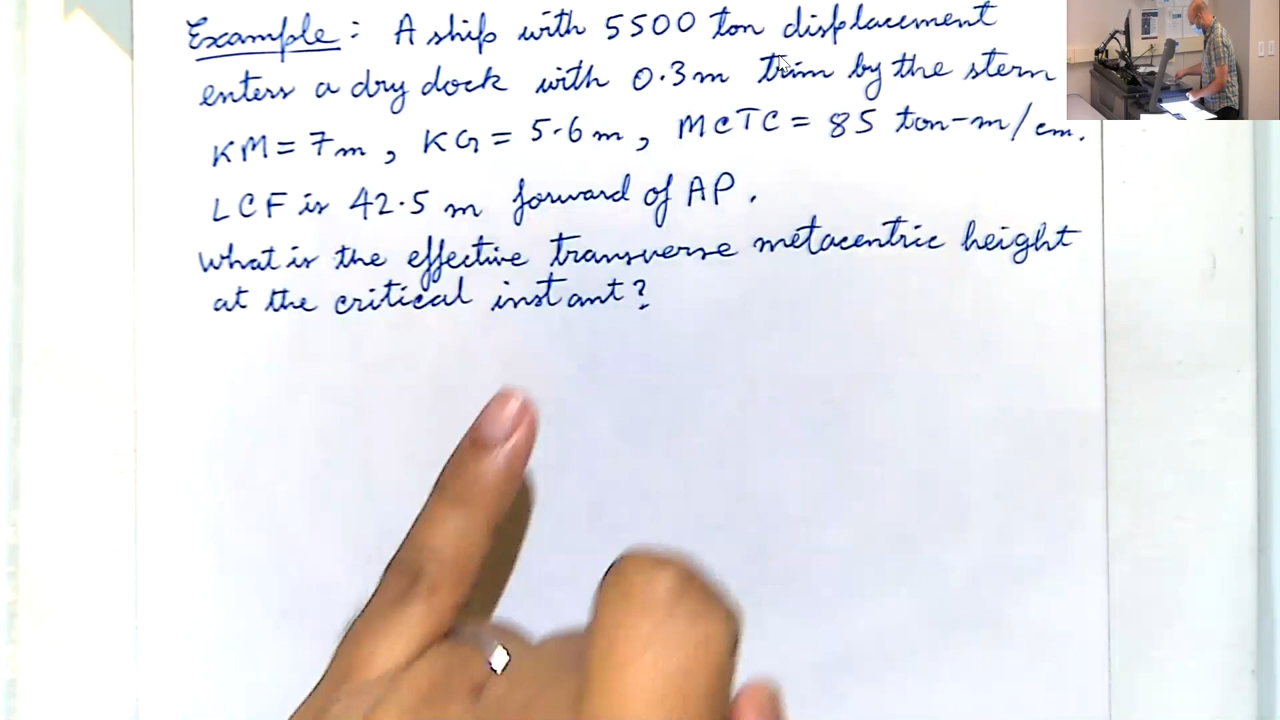 Example: A ship with 5500 ton displacement
enters a dry dock with 0.3m trim by the stern
KM = 7m, KG = 5.6m, MCTC = 85 ton-m/cm.
LCF is 42.5 m forward of AP.
What is the effective transverse metacentric height
at the critical instant?